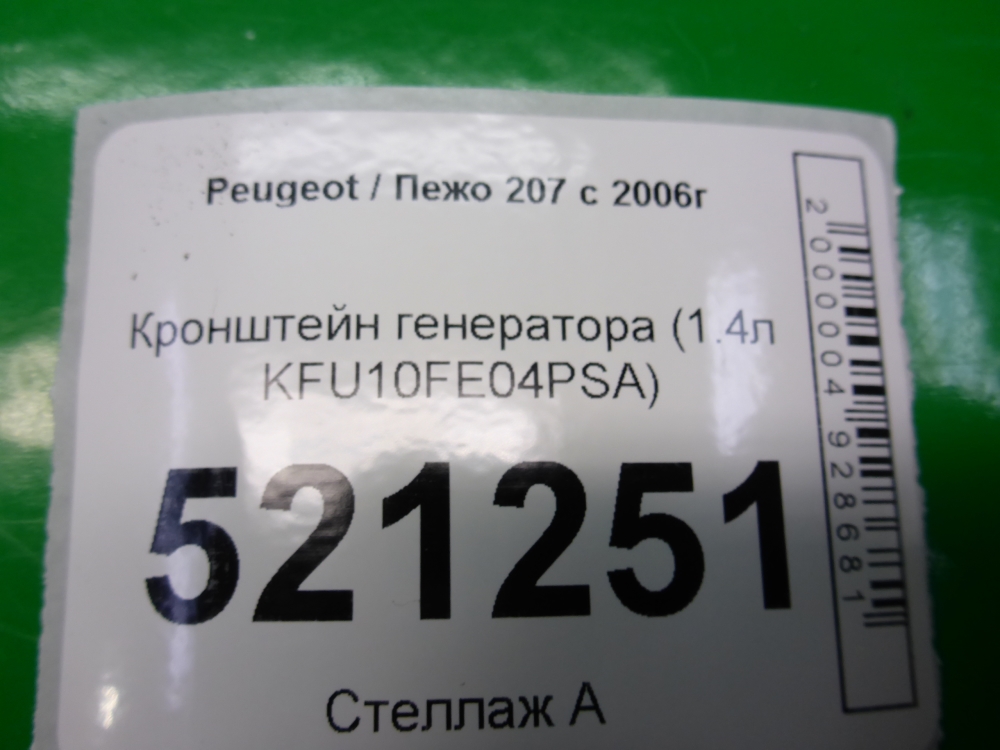 Peugeot / Пежо 207 с 2006г
Кронштейн генератора (1.4л
KFU10FE04PSA)
521251
Стеллаж А
2000004928681